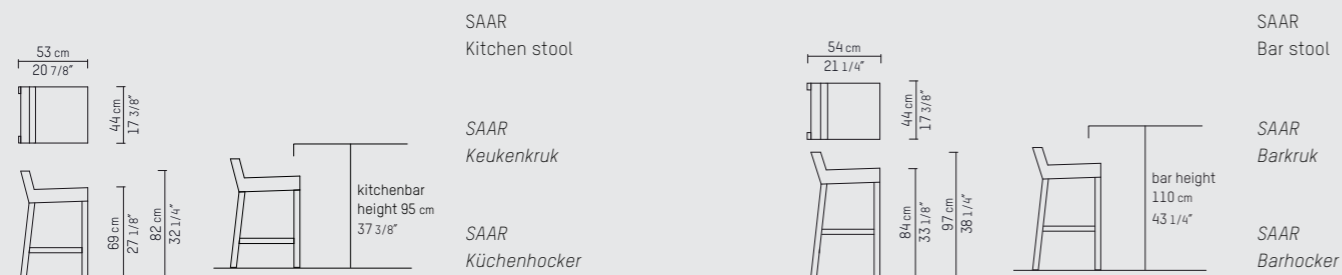 SAAR
Kitchen stool
53 cm
20 7/8"
44 cm
17 3/8"
SAAR
Keukenkruk
69 cm
27 1/8"
82 cm
32 1/4"
kitchenbar
height 95 cm
37 3/8"
SAAR
Küchenhocker
SAAR
Bar stool
54 cm
21 1/4"
44 cm
17 3/8"
SAAR
Barkruk
84 cm
33 1/8"
97 cm
38 1/4"
bar height
110 cm
43 1/4"
SAAR
Barhocker